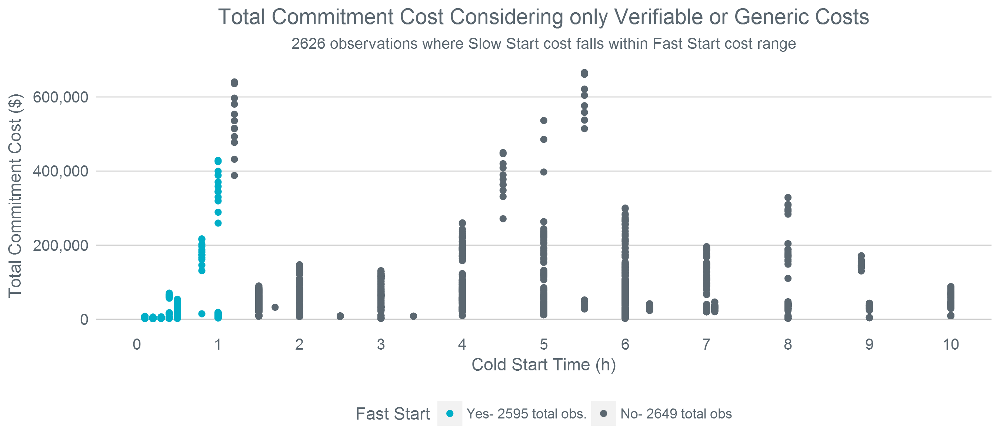 Total Commitment Cost Considering only Verifiable or Generic Costs
2626 observations where Slow Start cost falls within Fast Start cost range
Total Commitment Cost ($)
600,000
400,000
200,000
0
0 1 2 3 4 5 6 7 8 9 10
Cold Start Time (h)
Fast Start Yes- 2595 total obs. No- 2649 total obs